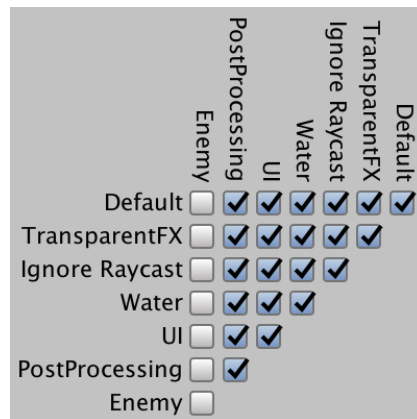 Enemy
PostProcessing
UI
Water
Ignore Raycast
TransparentFX
Default
Default
TransparentFX
Ignore Raycast
Water
UI
PostProcessing
Enemy